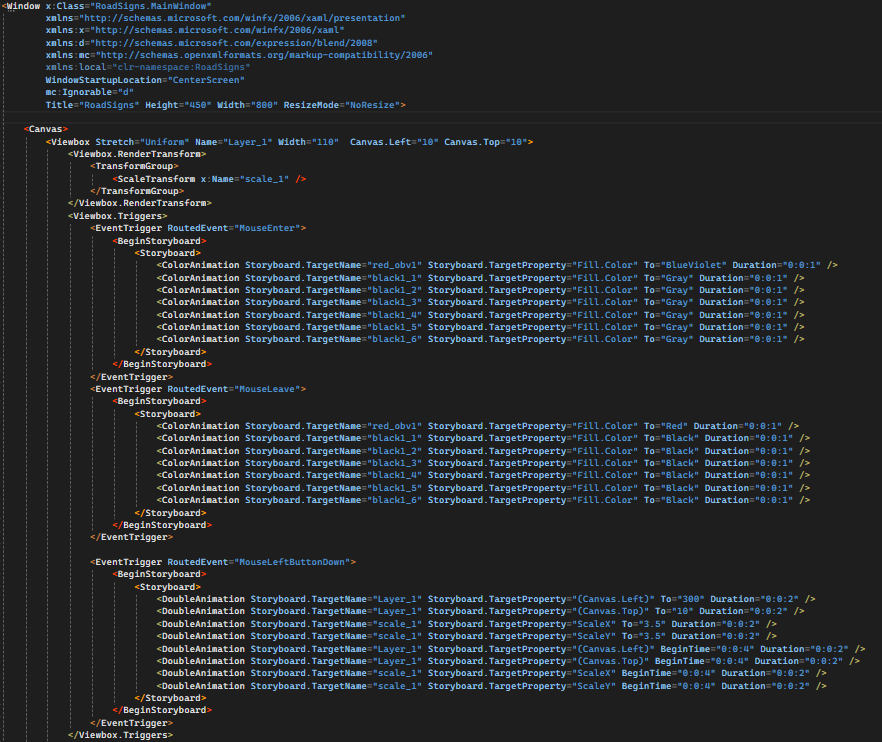 <Window x:Class="RoadSigns.MainWindow"
xmlns="http://schemas.microsoft.com/winfx/2006/xaml/presentation"
xmlns:x="http://schemas.microsoft.com/winfx/2006/xaml"
xmlns:d="http://schemas.microsoft.com/expression/blend/2008"
xmlns:mc="http://schemas.openxmlformats.org/markup-compatibility/2006"
xmlns:local="clr-namespace:RoadSigns"
WindowStartupLocation="CenterScreen"
mc:Ignorable="d"
Title="RoadSigns" Height="450" Width="800" ResizeMode="NoResize">
<Canvas>
<Viewbox Stretch="Uniform" Name="Layer_1" Width="110"  Canvas.Left="10" Canvas.Top="10">
<Viewbox.RenderTransform>
<TransformGroup>
<ScaleTransform x:Name="scale_1" />
</TransformGroup>
</Viewbox.RenderTransform>
<Viewbox.Triggers>
<EventTrigger RoutedEvent="MouseEnter">
<BeginStoryboard>
<Storyboard>
<ColorAnimation Storyboard.TargetName="red_obv1" Storyboard.TargetProperty="Fill.Color" To="BlueViolet" Duration="0:0:1" />
<ColorAnimation Storyboard.TargetName="black1_1" Storyboard.TargetProperty="Fill.Color" To="Gray" Duration="0:0:1" />
<ColorAnimation Storyboard.TargetName="black1_2" Storyboard.TargetProperty="Fill.Color" To="Gray" Duration="0:0:1" />
<ColorAnimation Storyboard.TargetName="black1_3" Storyboard.TargetProperty="Fill.Color" To="Gray" Duration="0:0:1" />
<ColorAnimation Storyboard.TargetName="black1_4" Storyboard.TargetProperty="Fill.Color" To="Gray" Duration="0:0:1" />
<ColorAnimation Storyboard.TargetName="black1_5" Storyboard.TargetProperty="Fill.Color" To="Gray" Duration="0:0:1" />
<ColorAnimation Storyboard.TargetName="black1_6" Storyboard.TargetProperty="Fill.Color" To="Gray" Duration="0:0:1" />
</Storyboard>
</BeginStoryboard>
</EventTrigger>
<EventTrigger RoutedEvent="MouseLeave">
<BeginStoryboard>
<Storyboard>
<ColorAnimation Storyboard.TargetName="red_obv1" Storyboard.TargetProperty="Fill.Color" To="Red" Duration="0:0:1" />
<ColorAnimation Storyboard.TargetName="black1_1" Storyboard.TargetProperty="Fill.Color" To="Black" Duration="0:0:1" />
<ColorAnimation Storyboard.TargetName="black1_2" Storyboard.TargetProperty="Fill.Color" To="Black" Duration="0:0:1" />
<ColorAnimation Storyboard.TargetName="black1_3" Storyboard.TargetProperty="Fill.Color" To="Black" Duration="0:0:1" />
<ColorAnimation Storyboard.TargetName="black1_4" Storyboard.TargetProperty="Fill.Color" To="Black" Duration="0:0:1" />
<ColorAnimation Storyboard.TargetName="black1_5" Storyboard.TargetProperty="Fill.Color" To="Black" Duration="0:0:1" />
<ColorAnimation Storyboard.TargetName="black1_6" Storyboard.TargetProperty="Fill.Color" To="Black" Duration="0:0:1" />
</Storyboard>
</BeginStoryboard>
</EventTrigger>
<EventTrigger RoutedEvent="MouseLeftButtonDown">
<BeginStoryboard>
<Storyboard>
<DoubleAnimation Storyboard.TargetName="Layer_1" Storyboard.TargetProperty="(Canvas.Left)" To="300" Duration="0:0:2" />
<DoubleAnimation Storyboard.TargetName="Layer_1" Storyboard.TargetProperty="(Canvas.Top)" To="10" Duration="0:0:2" />
<DoubleAnimation Storyboard.TargetName="scale_1" Storyboard.TargetProperty="ScaleX" To="3.5" Duration="0:0:2" />
<DoubleAnimation Storyboard.TargetName="scale_1" Storyboard.TargetProperty="ScaleY" To="3.5" Duration="0:0:2" />
<DoubleAnimation Storyboard.TargetName="Layer_1" Storyboard.TargetProperty="(Canvas.Left)" BeginTime="0:0:4" Duration="0:0:2" />
<DoubleAnimation Storyboard.TargetName="Layer_1" Storyboard.TargetProperty="(Canvas.Top)" BeginTime="0:0:4" Duration="0:0:2" />
<DoubleAnimation Storyboard.TargetName="scale_1" Storyboard.TargetProperty="ScaleX" BeginTime="0:0:4" Duration="0:0:2" />
<DoubleAnimation Storyboard.TargetName="scale_1" Storyboard.TargetProperty="ScaleY" BeginTime="0:0:4" Duration="0:0:2" />
</Storyboard>
</BeginStoryboard>
</EventTrigger>
</Viewbox.Triggers>